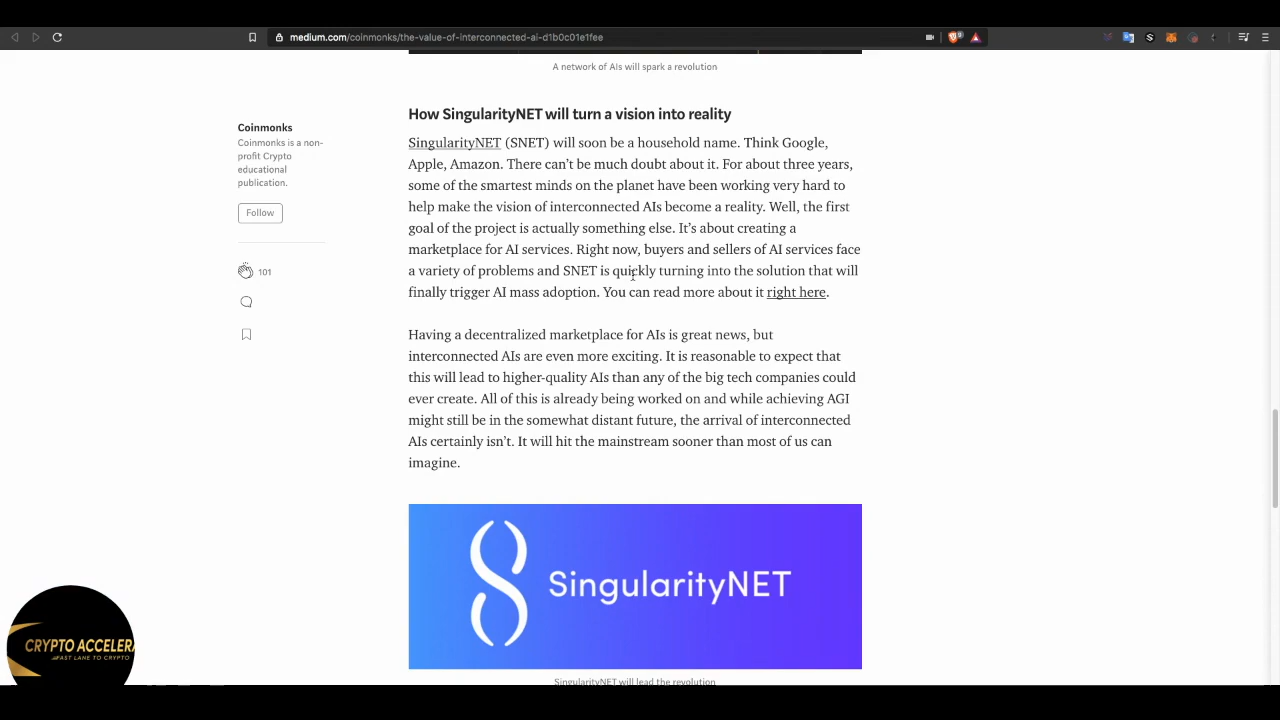 medium.com/coinmonks/the-value-of-interconnected-ai-d1b0c01e1fee
A network of AIs will spark a revolution
How SingularityNET will turn a vision into reality
Coinmonks
Coinmonks is a non-
profit Crypto
educational
publication.
Follow
101
SingularityNET (SNET) will soon be a household name. Think Google,
Apple, Amazon. There can’t be much doubt about it. For about three years,
some of the smartest minds on the planet have been working very hard to
help make the vision of interconnected AIs become a reality. Well, the first
goal of the project is actually something else. It’s about creating a
marketplace for AI services. Right now, buyers and sellers of AI services face
a variety of problems and SNET is quickly turning into the solution that will
finally trigger AI mass adoption. You can read more about it right here.
Having a decentralized marketplace for AIs is great news, but
interconnected AIs are even more exciting. It is reasonable to expect that
this will lead to higher-quality AIs than any of the big tech companies could
ever create. All of this is already being worked on and while achieving AGI
might still be in the somewhat distant future, the arrival of interconnected
AIs certainly isn’t. It will hit the mainstream sooner than most of us can
imagine.
SingularityNET
SingularityNET will lead the revolution
CRYPTO ACCELERA
FAST LANE TO CRYPTO